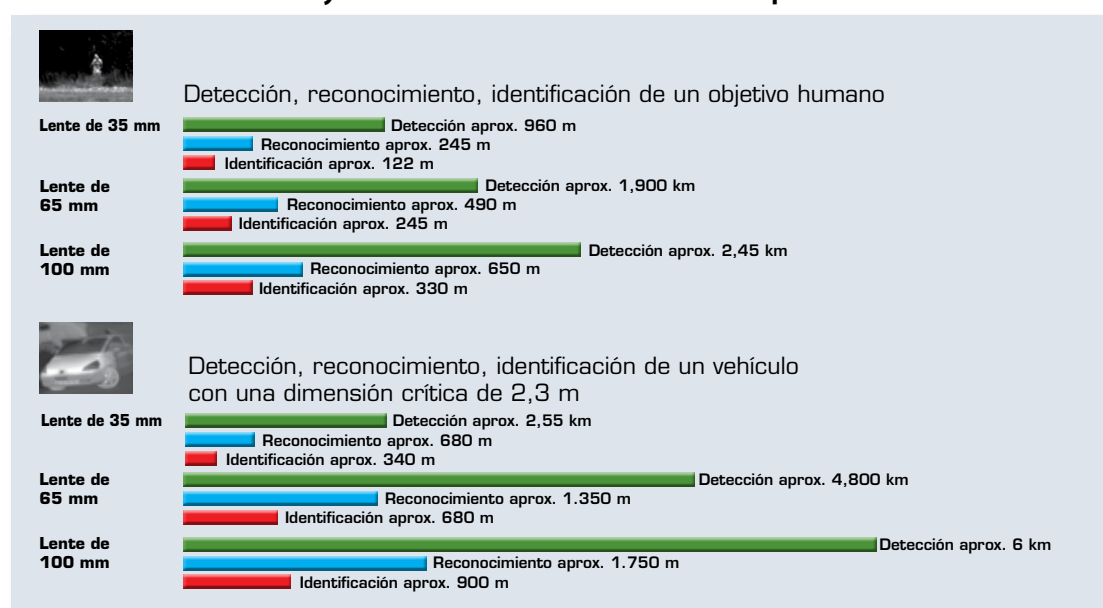 Detección, reconocimiento, identificación de un objetivo humano
Lente de 35 mm
Detección aprox. 960 m
Reconocimiento aprox. 245 m
Identificación aprox. 122 m
Lente de
65 mm
Detección aprox. 1,900 km
Reconocimiento aprox. 490 m
Identificación aprox. 245 m
Lente de
100 mm
Detección aprox. 2,45 km
Reconocimiento aprox. 650 m
Identificación aprox. 330 m
Detección, reconocimiento, identificación de un vehículo
con una dimensión crítica de 2,3 m
Lente de 35 mm
Detección aprox. 2,55 km
Reconocimiento aprox. 680 m
Identificación aprox. 340 m
Lente de
65 mm
Detección aprox. 4,800 km
Reconocimiento aprox. 1.350 m
Identificación aprox. 680 m
Lente de
100 mm
Detección aprox. 6 km
Reconocimiento aprox. 1.750 m
Identificación aprox. 900 m